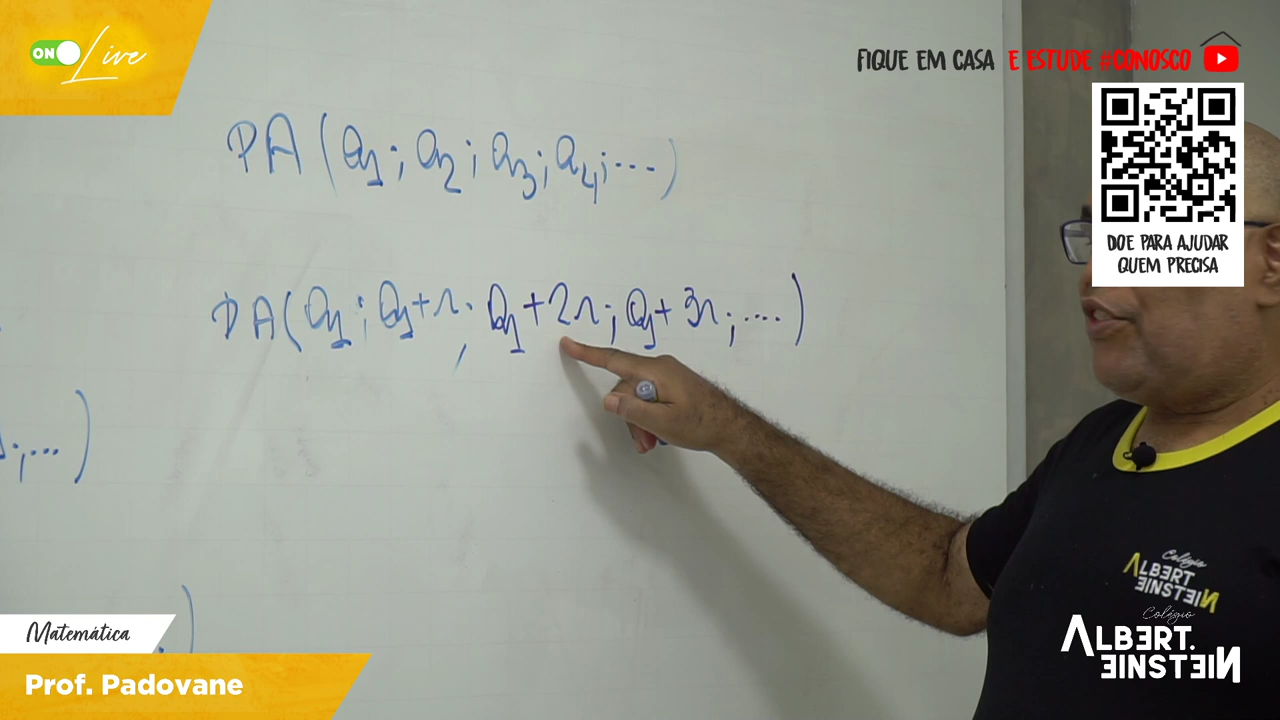 ON Live
FIQUE EM CASA E ESTUDE #CONOSCO
DOE PARA AJUDAR
QUEM PRECISA
PA (a₁; a₂; a₃; a₄; ...)
PA (a₁; a₁+r; a₁+2r; a₁+3r; ....)
;...)
)
Colégio
ALBERT
EINSTEIN
Colégio
ALBERT.
EINSTEIN
Matemática
Prof. Padovane